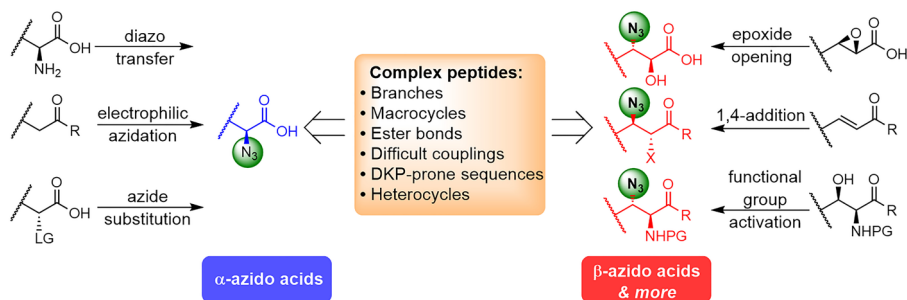 O
OH
NH2
diazo
transfer
O
R
electrophilic
azidation
O
OH
LG
azide
substitution
O
OH
N3
α-azido acids
Complex peptides:
• Branches
• Macrocycles
• Ester bonds
• Difficult couplings
• DKP-prone sequences
• Heterocycles
N3
O
OH
OH
epoxide
opening
O
O
OH
N3
O
R
X
1,4-addition
O
R
N3
O
R
NHPG
functional
group
activation
OH
O
R
NHPG
β-azido acids
& more